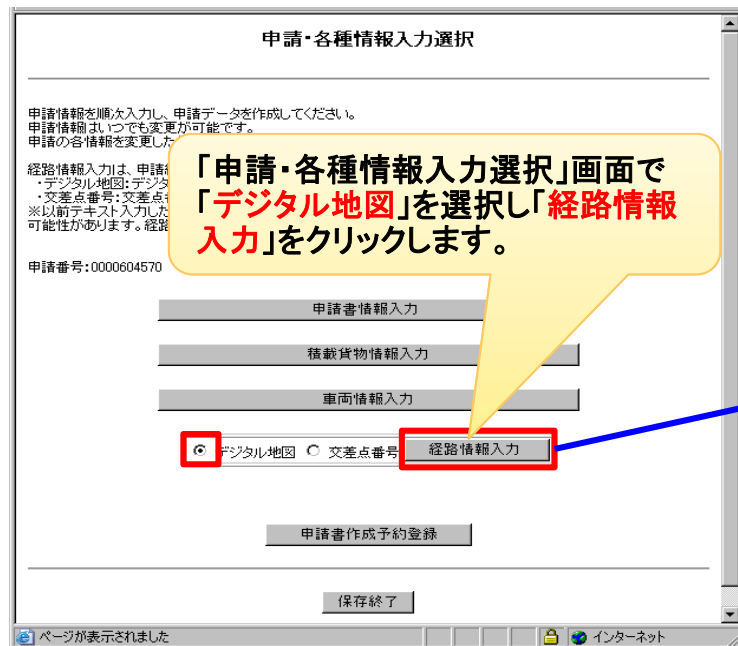 申請・各種情報入力選択
申請情報を順次入力し、申請データを作成してください。
申請情報はいつでも変更が可能です。
申請の各情報を変更した
経路情報入力は、申請
・デジタル地図:デジタ
・交差点番号:交差点
※以前テキスト入力した
可能性があります。経路
「申請・各種情報入力選択」画面で
「デジタル地図」を選択し「経路情報
入力」をクリックします。
申請番号:0000604570
申請書情報入力
積載貨物情報入力
車両情報入力
デジタル地図 交差点番号 経路情報入力
申請書作成予約登録
保存終了
ページが表示されました インターネット